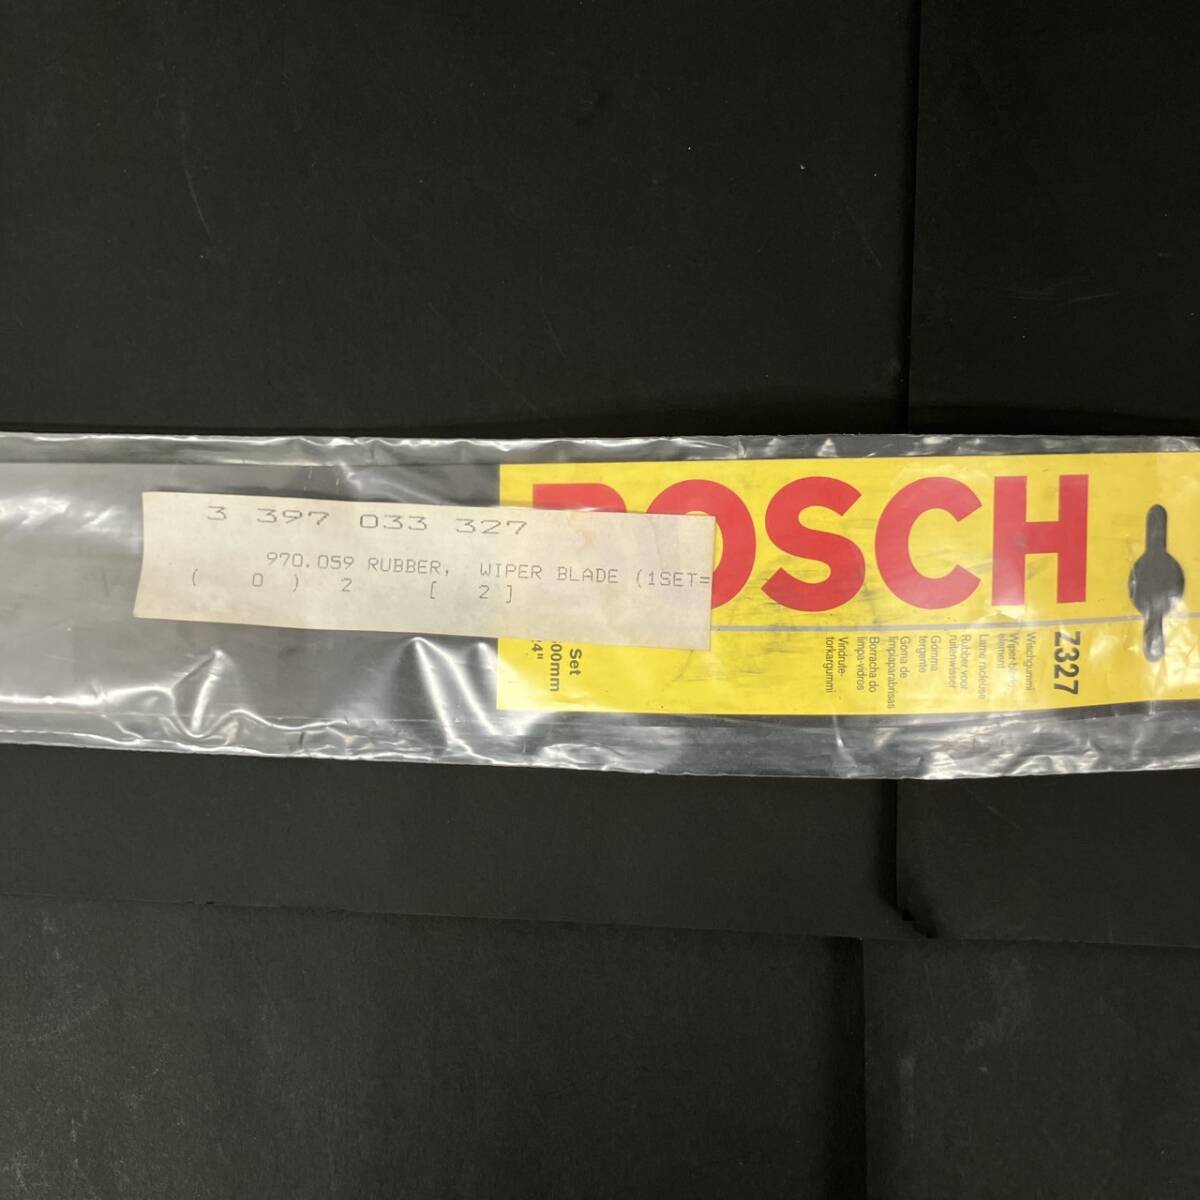 3 397 033 327
970.059 RUBBER, WIPER BLADE (1SET=
( 0 ) 2 [ 2 ]
OSCH
Z327
Wischgummi
Wiper-blade
element
Lame racleuse
Rubber voor
ruitenwisser
Gomma
tergente
Goma de
limpiaparabrisas
Borracha do
limpa-vidros
Vindrute-
torkargummi
Set
00mm
24"